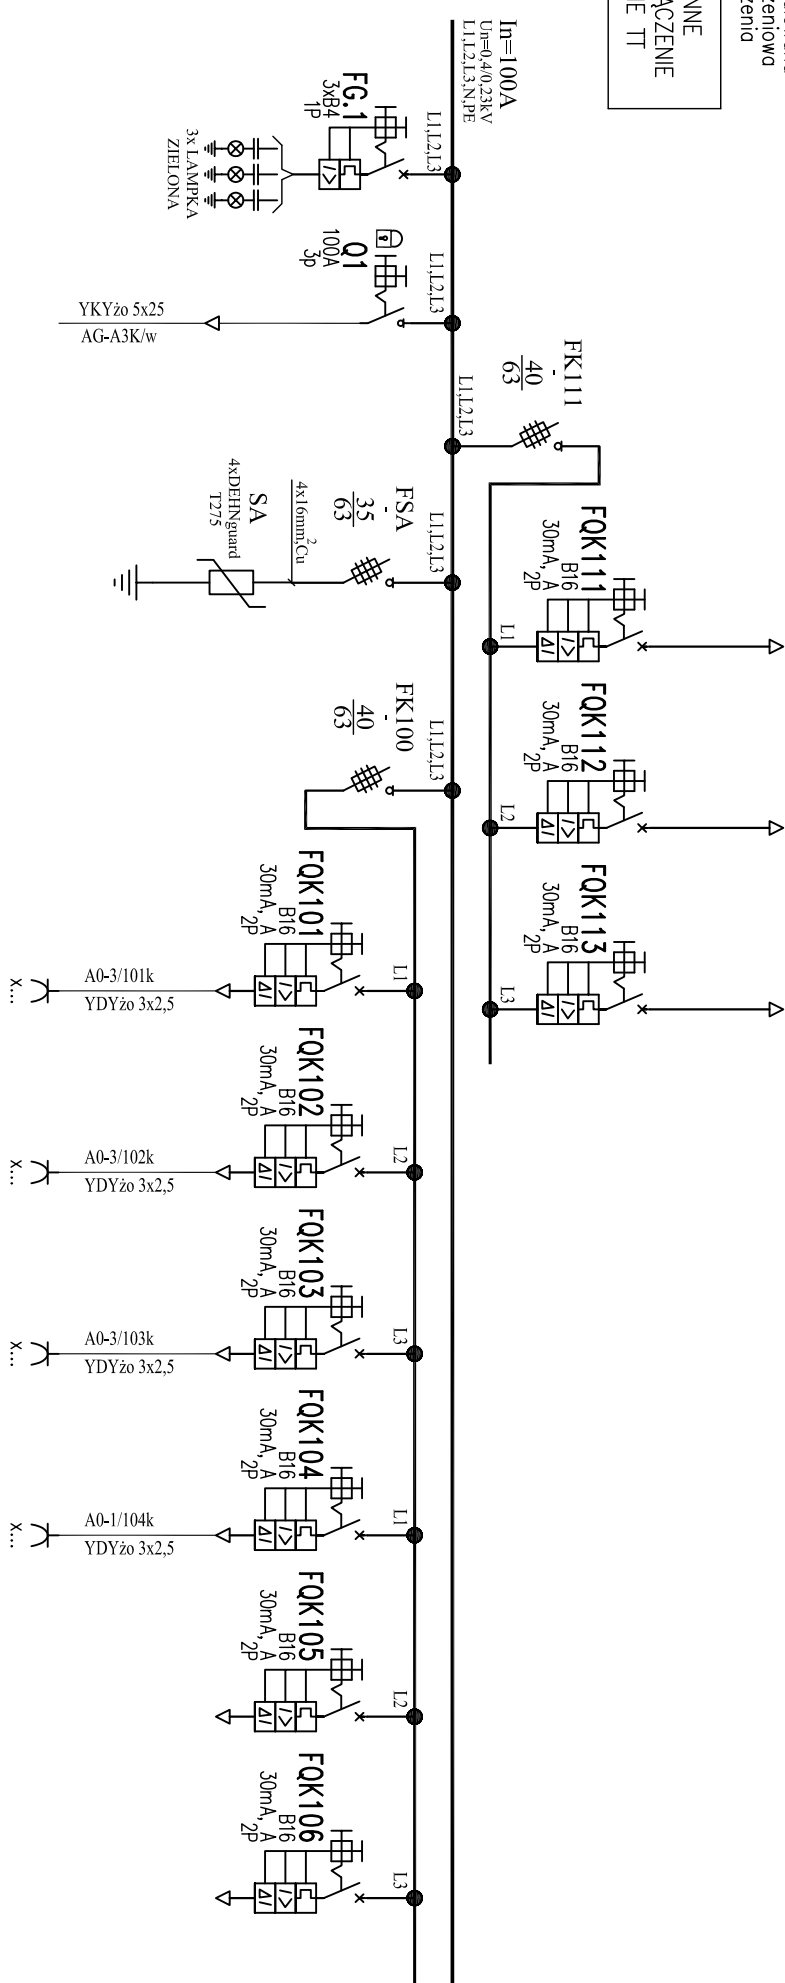 zeniowa
zenia
NNE
ĄCZENIE
IE TT
In=100A
Un=0,4/0,23kV
L1,L2,L3,N,PE
L1,L2,L3
FG.1
3xB4
1P
3x LAMPKA
ZIELONA
L1,L2,L3
Q1
100A
3p
YKYżo 5x25
AG-A3K/w
L1,L2,L3
FK111
-
40
63
L1,L2,L3
FSA
-
35
63
4x16mm²,Cu
SA
4xDEHNguard
T275
L1,L2,L3
FK100
-
40
63
FQK111
B16
30mA, A
2P
L1
FQK112
B16
30mA, A
2P
L2
FQK113
B16
30mA, A
2P
L3
FQK101
B16
30mA, A
2P
L1
A0-3/101k
YDYżo 3x2,5
x...
FQK102
B16
30mA, A
2P
L2
A0-3/102k
YDYżo 3x2,5
x...
FQK103
B16
30mA, A
2P
L3
A0-3/103k
YDYżo 3x2,5
x...
FQK104
B16
30mA, A
2P
L1
A0-1/104k
YDYżo 3x2,5
x...
FQK105
B16
30mA, A
2P
L2
FQK106
B16
30mA, A
2P
L3